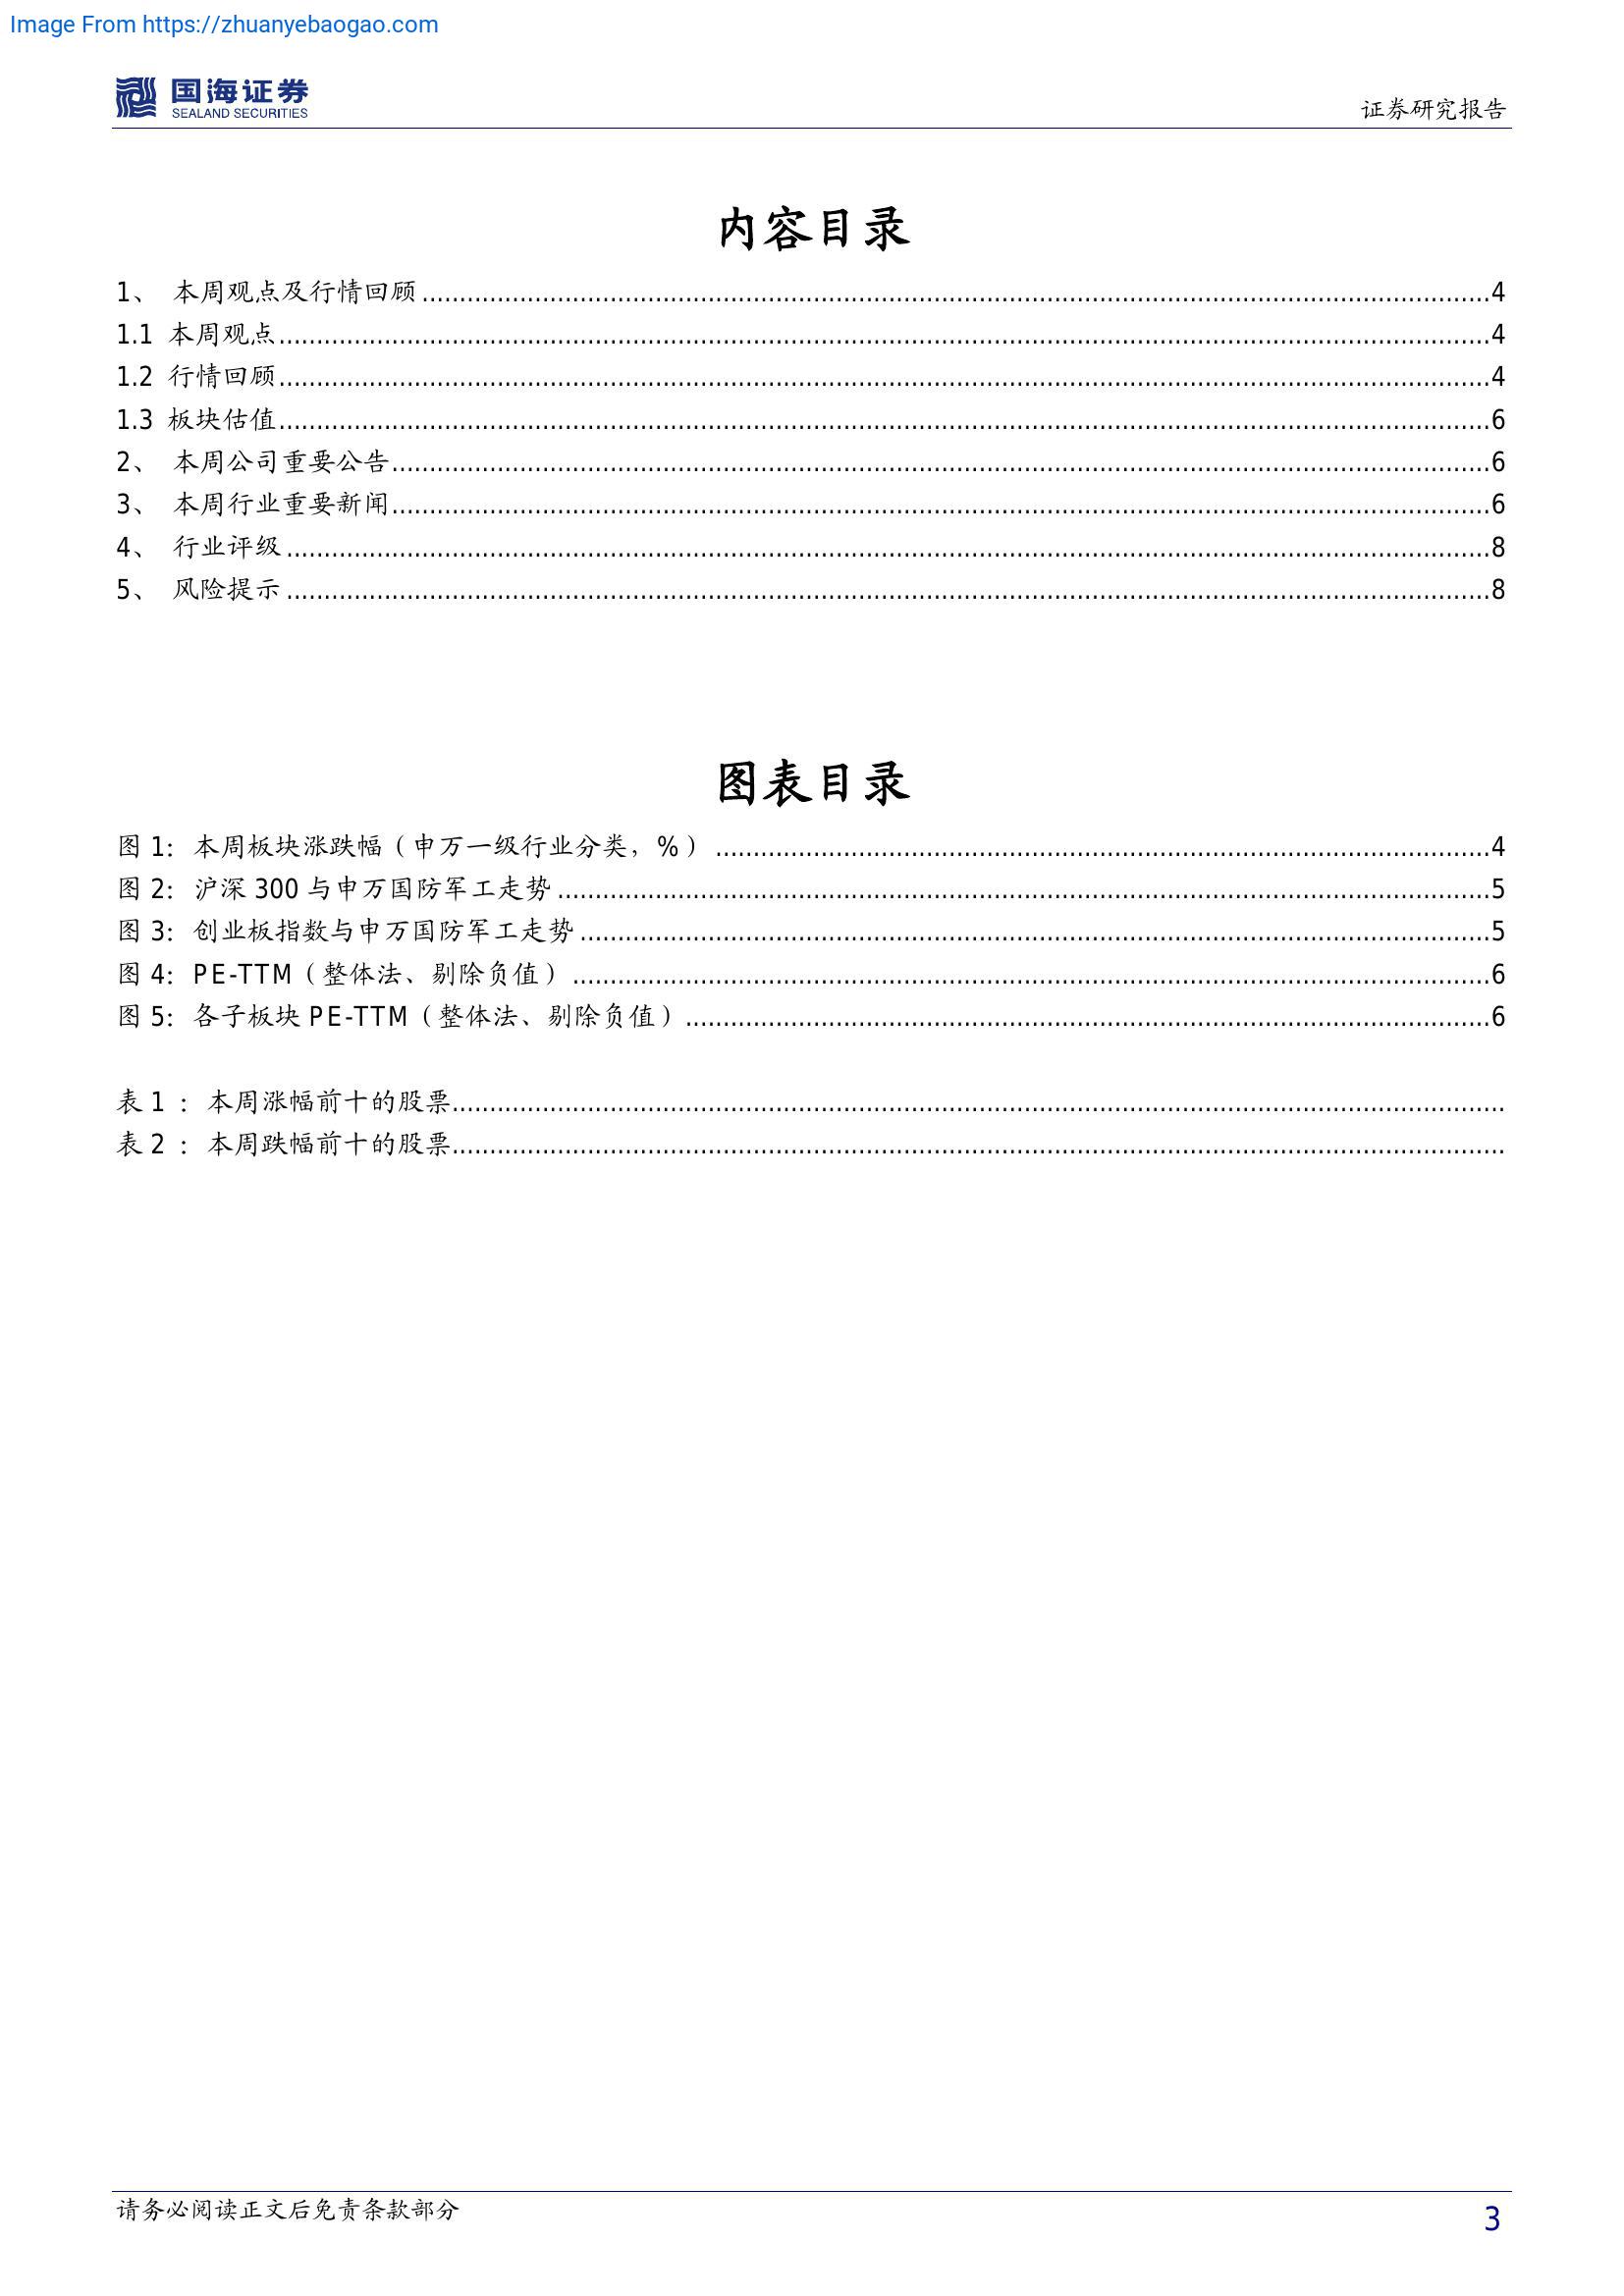 Image From https://zhuanyebaogao.com
国海证券
SEALAND SECURITIES
证券研究报告
内容目录
1、 本周观点及行情回顾 ........................................ 4
1.1 本周观点 ........................................ 4
1.2 行情回顾 ........................................ 4
1.3 板块估值 ........................................ 6
2、 本周公司重要公告 ........................................ 6
3、 本周行业重要新闻 ........................................ 6
4、 行业评级 ........................................ 8
5、 风险提示 ........................................ 8
图表目录
图 1: 本周板块涨跌幅（申万一级行业分类，%） ........................................ 4
图 2: 沪深 300 与申万国防军工走势 ........................................ 5
图 3: 创业板指数与申万国防军工走势 ........................................ 5
图 4: PE-TTM（整体法、剔除负值） ........................................ 6
图 5: 各子板块 PE-TTM（整体法、剔除负值） ........................................ 6
表 1 ： 本周涨幅前十的股票 ........................................
表 2 ： 本周跌幅前十的股票 ........................................
请务必阅读正文后免责条款部分
3